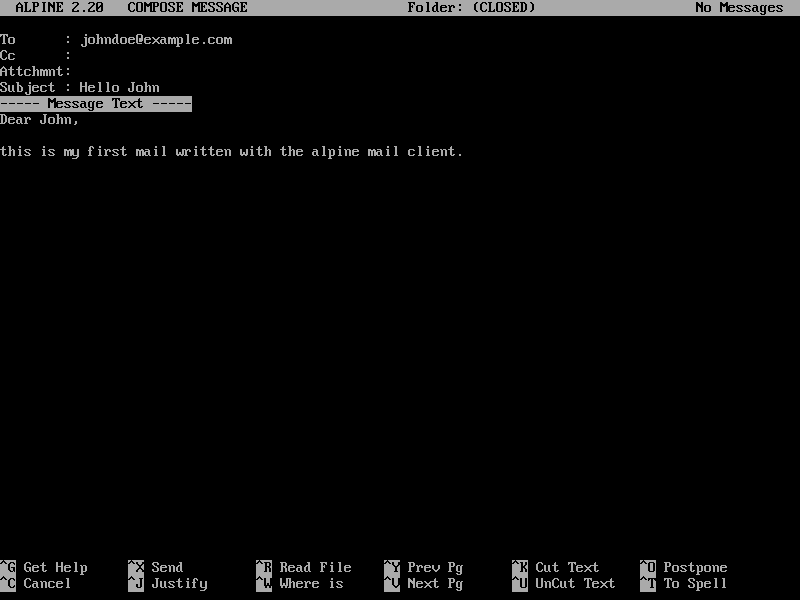 ALPINE 2.20   COMPOSE MESSAGE                    Folder: (CLOSED)                    No Messages
To      : johndoe@example.com
Cc      :
Attchmnt:
Subject : Hello John
----- Message Text -----
Dear John,
this is my first mail written with the alpine mail client.
^G Get Help     ^X Send         ^R Read File    ^Y Prev Pg      ^K Cut Text     ^O Postpone
^C Cancel       ^J Justify      ^W Where is     ^V Next Pg      ^U UnCut Text   ^T To Spell